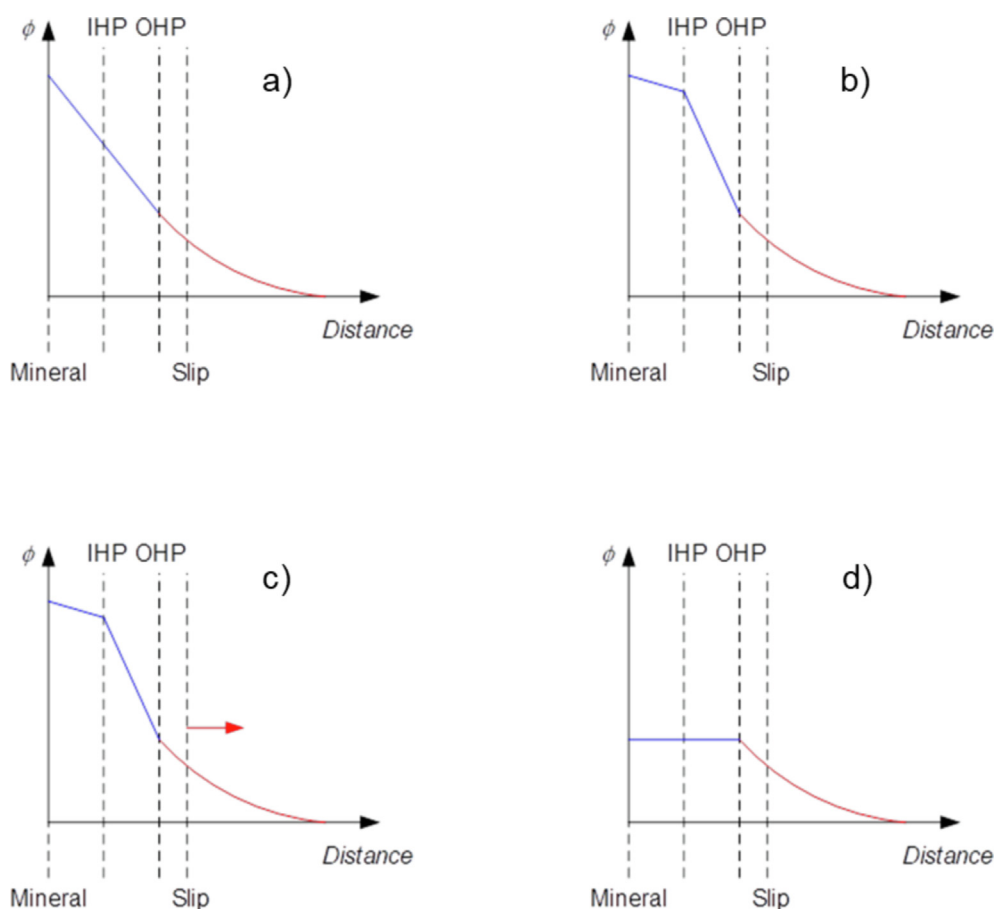 ϕ IHP OHP
a)
Distance
Mineral Slip
ϕ IHP OHP
b)
Distance
Mineral Slip
ϕ IHP OHP
c)
Distance
Mineral Slip
ϕ IHP OHP
d)
Distance
Mineral Slip